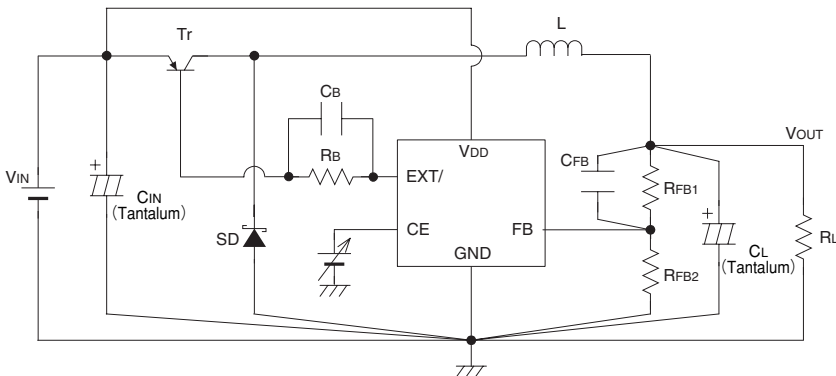 Tr
L
CB
RB
VDD
EXT/
CE
FB
GND
CFB
RFB1
RFB2
VOUT
VIN
+
CIN
(Tantalum)
SD
+
CL
(Tantalum)
RL